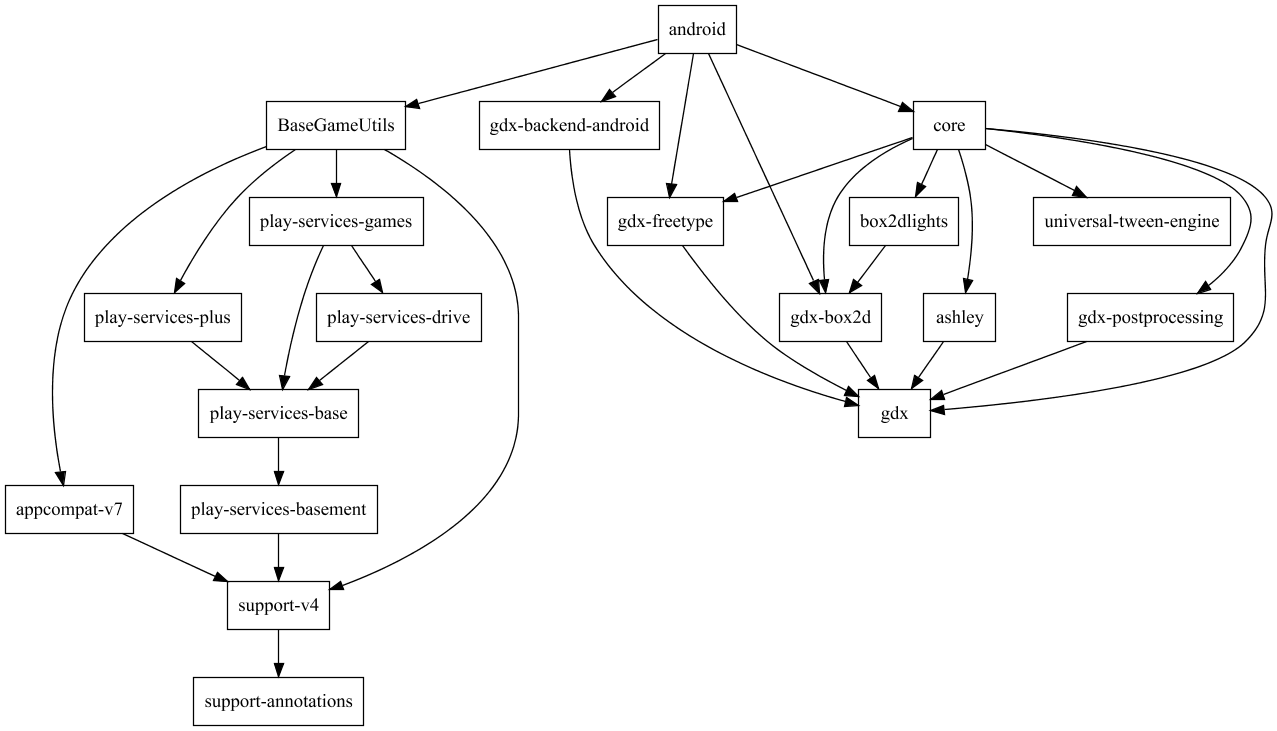 android
BaseGameUtils
gdx-backend-android
core
play-services-games
gdx-freetype
box2dlights
universal-tween-engine
play-services-plus
play-services-drive
gdx-box2d
ashley
gdx-postprocessing
play-services-base
gdx
appcompat-v7
play-services-basement
support-v4
support-annotations